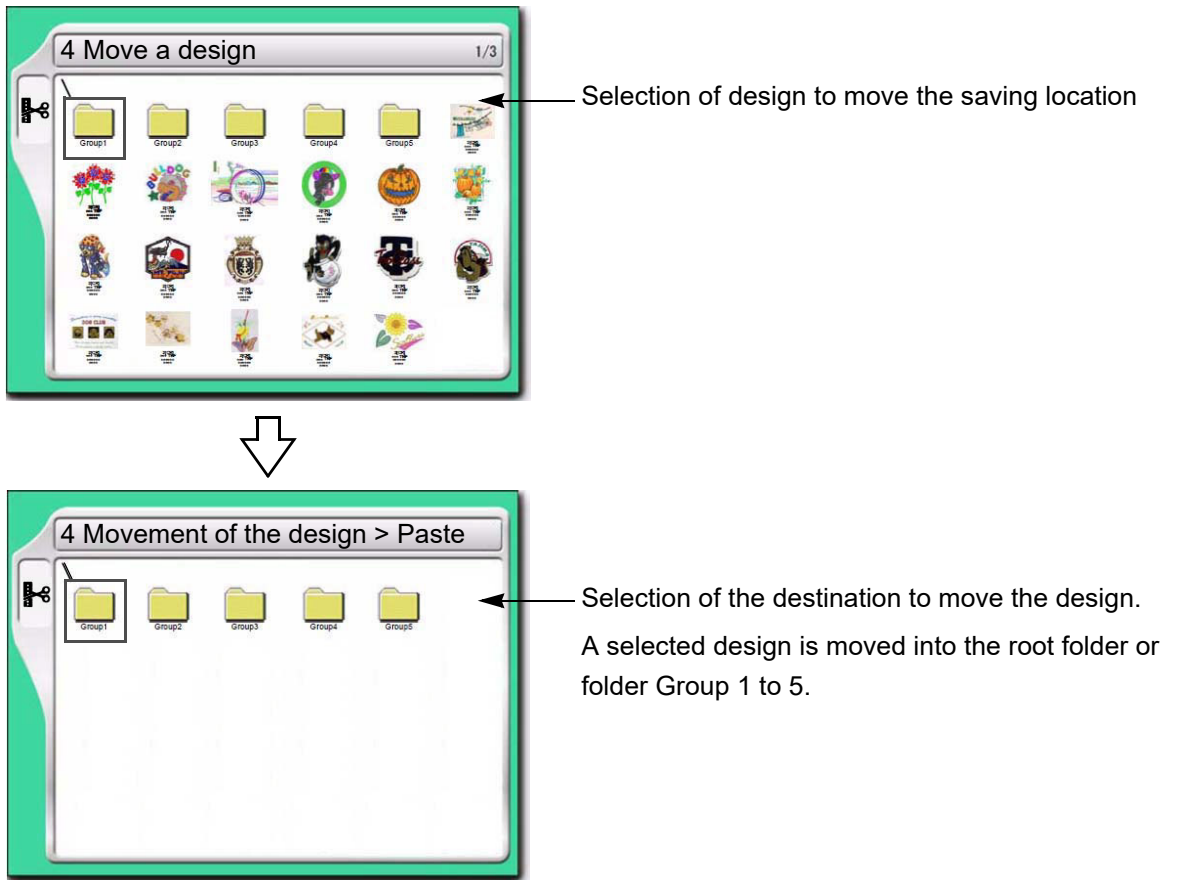 4 Move a design 1/3
Selection of design to move the saving location
Group1 Group2 Group3 Group4 Group5
BULLDOG
4 Movement of the design > Paste
Group1 Group2 Group3 Group4 Group5
Selection of the destination to move the design.
A selected design is moved into the root folder or
folder Group 1 to 5.